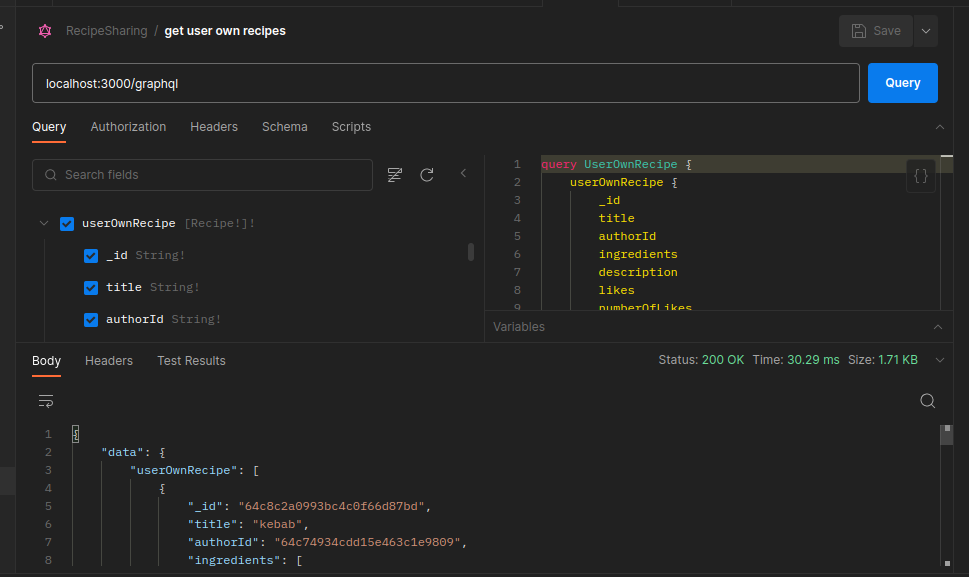 RecipeSharing / get user own recipes
Save
localhost:3000/graphql
Query
Query Authorization Headers Schema Scripts
Search fields
userOwnRecipe [Recipe!]!
_id String!
title String!
authorId String!
1 query UserOwnRecipe {
2 userOwnRecipe {
3 _id
4 title
5 authorId
6 ingredients
7 description
8 likes
9 numberOfLikes
{}
Variables
Body Headers Test Results
Status: 200 OK Time: 30.29 ms Size: 1.71 KB
1 {
2 "data": {
3 "userOwnRecipe": [
4 {
5 "_id": "64c8c2a0993bc4c0f66d87bd",
6 "title": "kebab",
7 "authorId": "64c74934cdd15e463c1e9809",
8 "ingredients": [